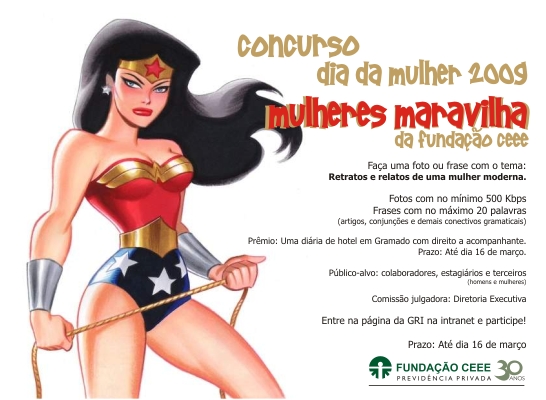 concurso
dia da mulher 2009
mulheres maravilha
da fundação ceee
Faça uma foto ou frase com o tema:
Retratos e relatos de uma mulher moderna.
Fotos com no mínimo 500 Kbps
Frases com no máximo 20 palavras
(artigos, conjunções e demais conectivos gramaticais)
Prêmio: Uma diária de hotel em Gramado com direito a acompanhante.
Prazo: Até dia 16 de março.
Público-alvo: colaboradores, estagiários e terceiros
(homens e mulheres)
Comissão julgadora: Diretoria Executiva
Entre na página da GRI na intranet e participe!
Prazo: Até dia 16 de março
FUNDAÇÃO CEEE
PREVIDÊNCIA PRIVADA
30
ANOS